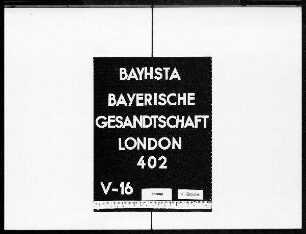 BAYHSTA
BAYERISCHE
GESANDTSCHAFT
LONDON
402
V-16